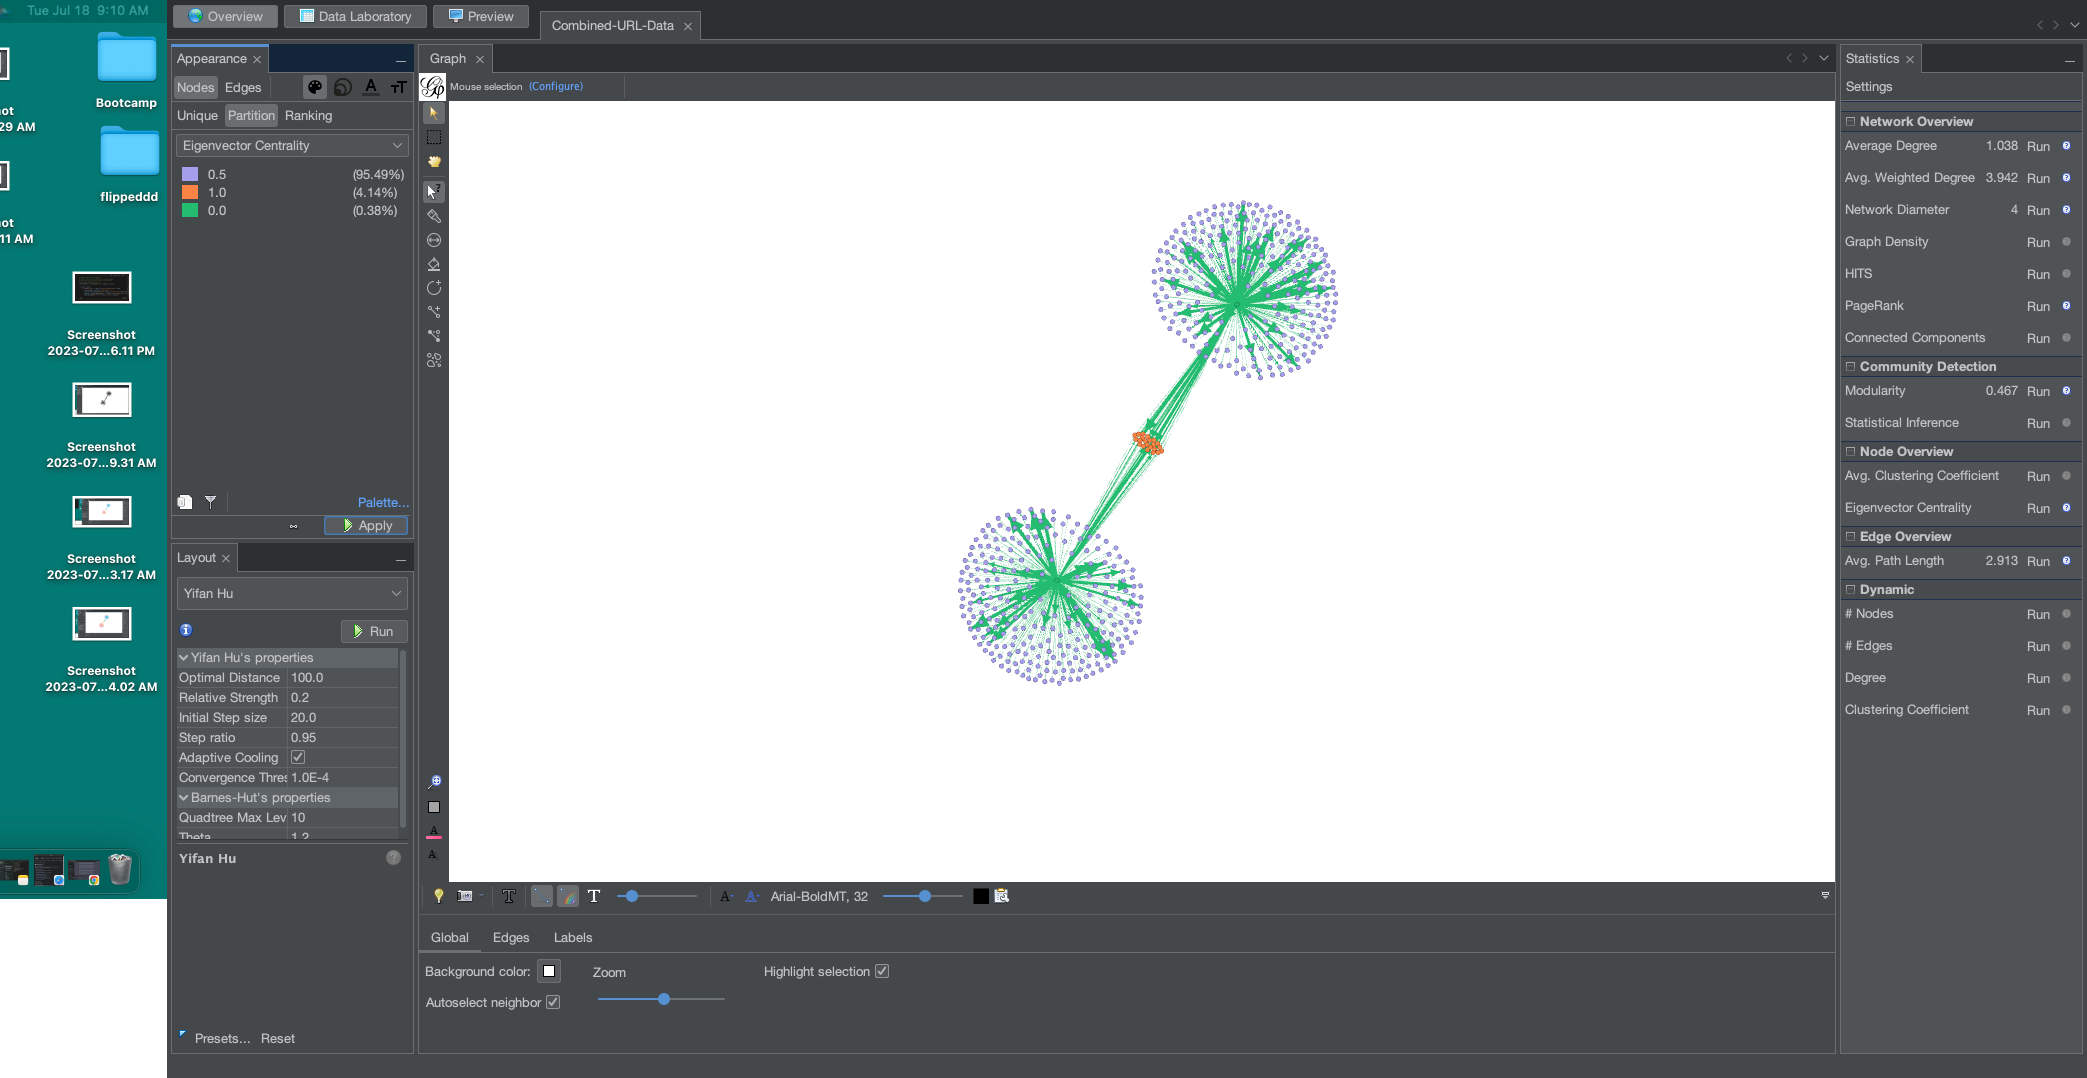 Tue Jul 18 9:10 AM
ot
29 AM
Bootcamp
flippeddd
ot
11 AM
Screenshot
2023-07...6.11 PM
Screenshot
2023-07...9.31 AM
Screenshot
2023-07...3.17 AM
Screenshot
2023-07...4.02 AM
Overview
Data Laboratory
Preview
Combined-URL-Data
Appearance
Nodes Edges
Unique Partition Ranking
Eigenvector Centrality
0.5 (95.49%)
1.0 (4.14%)
0.0 (0.38%)
Palette...
Apply
Layout
Yifan Hu
Run
Yifan Hu's properties
Optimal Distance 100.0
Relative Strength 0.2
Initial Step size 20.0
Step ratio 0.95
Adaptive Cooling
Convergence Thres 1.0E-4
Barnes-Hut's properties
Quadtree Max Lev 10
Theta 1.2
Yifan Hu
Presets... Reset
Graph
Mouse selection (Configure)
Arial-BoldMT, 32
Global Edges Labels
Background color: Zoom Highlight selection
Autoselect neighbor
Statistics
Settings
Network Overview
Average Degree 1.038 Run
Avg. Weighted Degree 3.942 Run
Network Diameter 4 Run
Graph Density Run
HITS Run
PageRank Run
Connected Components Run
Community Detection
Modularity 0.467 Run
Statistical Inference Run
Node Overview
Avg. Clustering Coefficient Run
Eigenvector Centrality Run
Edge Overview
Avg. Path Length 2.913 Run
Dynamic
# Nodes Run
# Edges Run
Degree Run
Clustering Coefficient Run